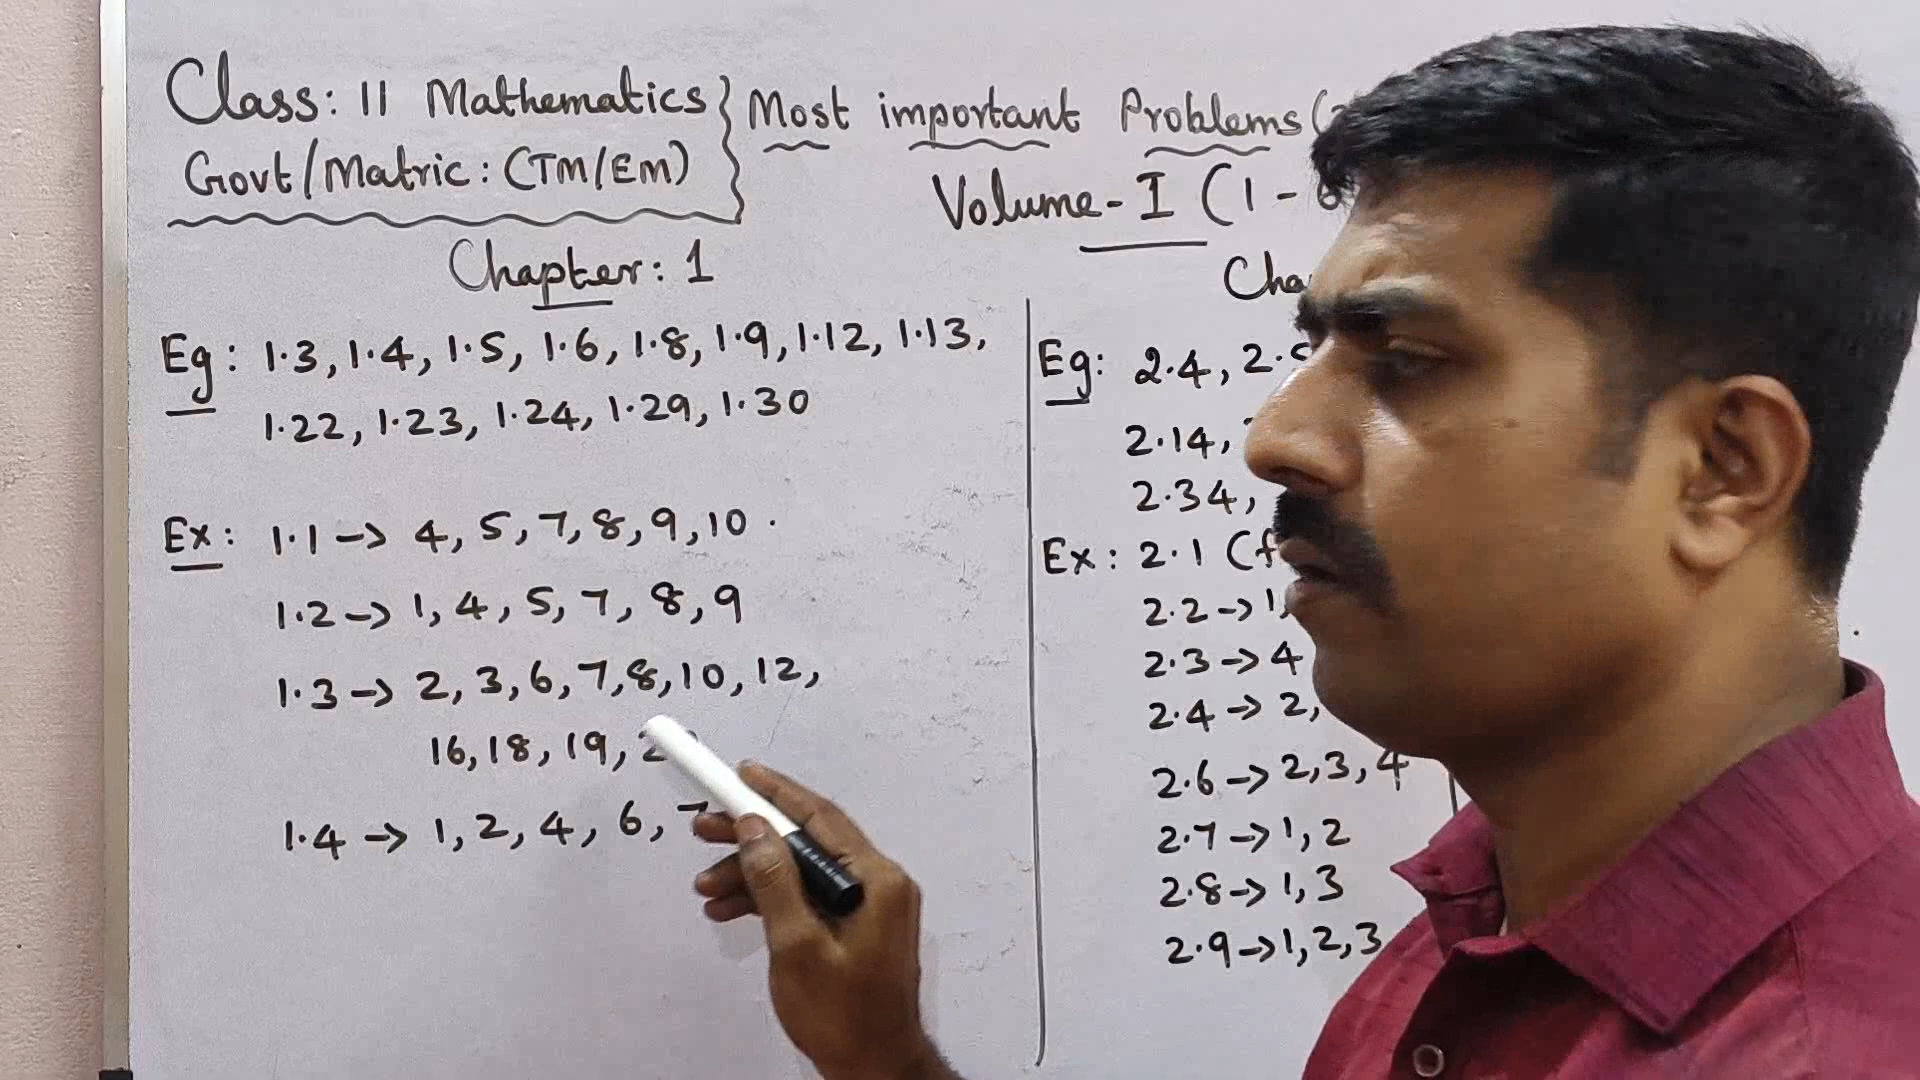 Class: 11 Mathematics } Most important Problems (
Govt/Matric: (TM/EM)
Volume-I (1-6
Chapter: 1
Eg: 1.3, 1.4, 1.5, 1.6, 1.8, 1.9, 1.12, 1.13,
1.22, 1.23, 1.24, 1.29, 1.30
Ex: 1.1 → 4, 5, 7, 8, 9, 10.
1.2 → 1, 4, 5, 7, 8, 9
1.3 → 2, 3, 6, 7, 8, 10, 12,
16, 18, 19,
1.4 → 1, 2, 4, 6, 7
Eg: 2.4,
2.14,
2.34,
Ex: 2.1
2.2 → 1,
2.3 → 4
2.4 → 2,
2.6 → 2, 3, 4
2.7 → 1, 2
2.8 → 1, 3
2.9 → 1, 2, 3